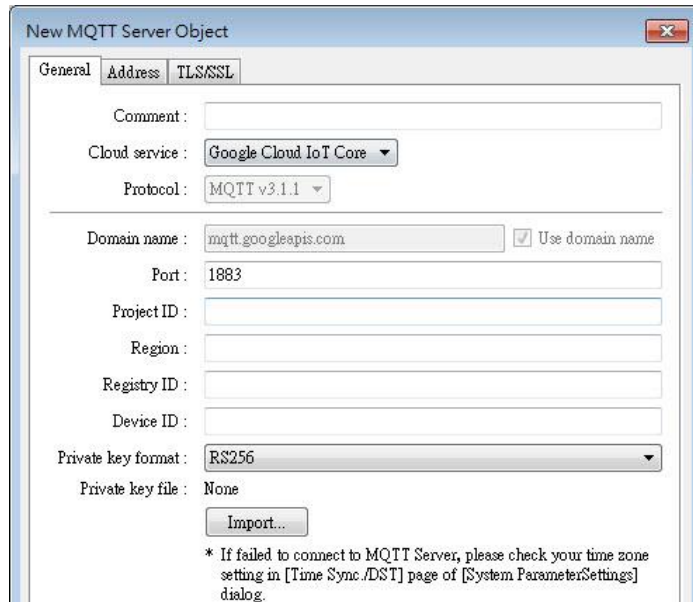 New MQTT Server Object
General Address TLS/SSL
Comment :
Cloud service : Google Cloud IoT Core
Protocol : MQTT v3.1.1
Domain name : mqtt.googleapis.com Use domain name
Port : 1883
Project ID :
Region :
Registry ID :
Device ID :
Private key format : RS256
Private key file : None
Import...
* If failed to connect to MQTT Server, please check your time zone
setting in [Time Sync./DST] page of [System ParameterSettings]
dialog.